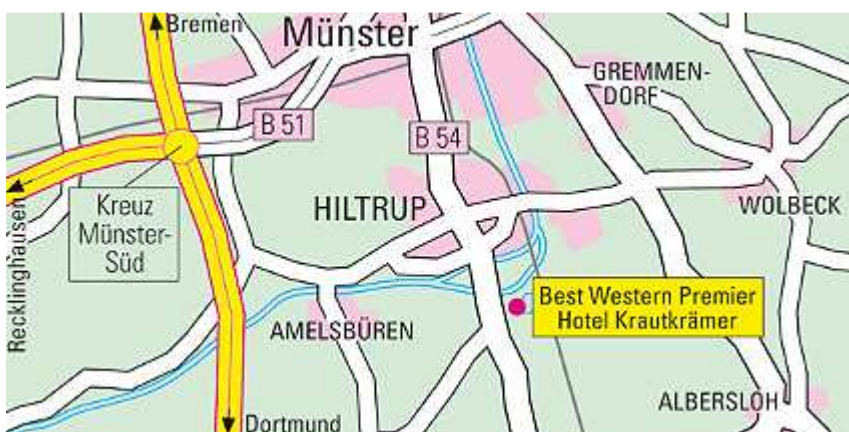 Bremen
Münster
GREMMEN-
DORF
B 51
B 54
Kreuz
Münster-
Süd
HILTRUP
WOLBECK
Recklinghausen
Best Western Premier
Hotel Krautkrämer
AMELSBÜREN
ALBERSLOH
Dortmund